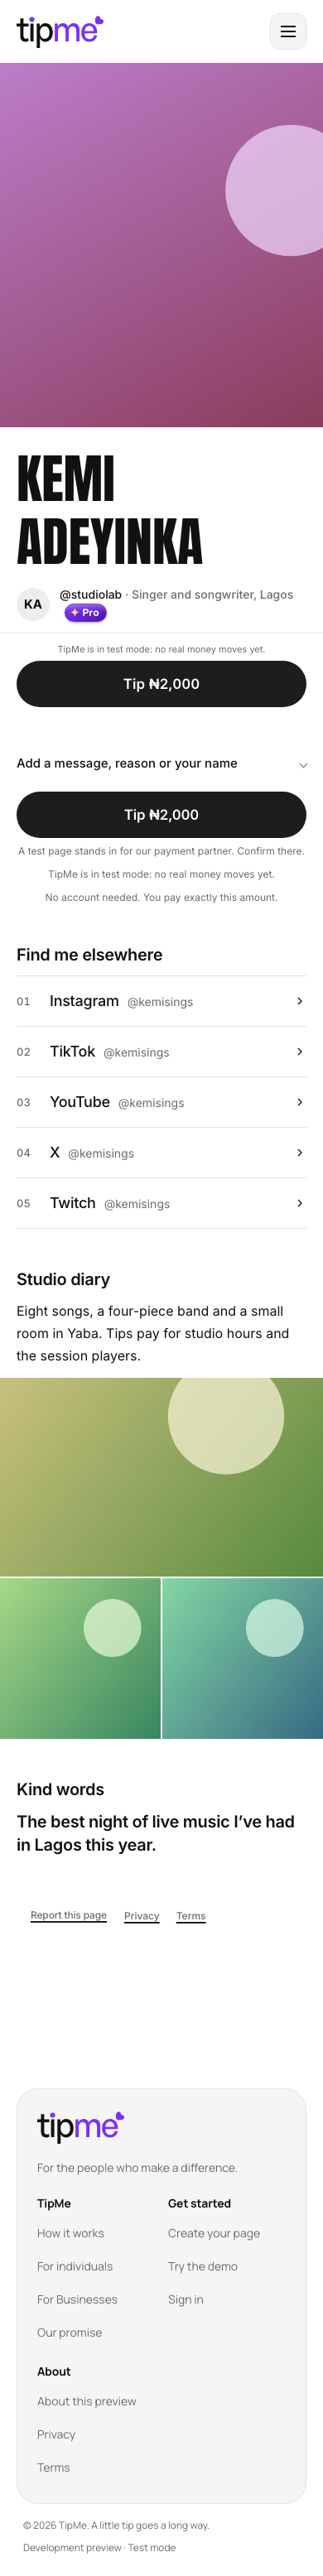 tipme
KEMI
ADEYINKA
KA
@studiolab · Singer and songwriter, Lagos
Pro
TipMe is in test mode: no real money moves yet.
Tip ₦2,000
Add a message, reason or your name
Tip ₦2,000
A test page stands in for our payment partner. Confirm there.
TipMe is in test mode: no real money moves yet.
No account needed. You pay exactly this amount.
Find me elsewhere
01 Instagram @kemisings
02 TikTok @kemisings
03 YouTube @kemisings
04 X @kemisings
05 Twitch @kemisings
Studio diary
Eight songs, a four-piece band and a small
room in Yaba. Tips pay for studio hours and
the session players.
Kind words
The best night of live music I’ve had
in Lagos this year.
Report this page Privacy Terms
tipme
For the people who make a difference.
TipMe
How it works
For individuals
For Businesses
Our promise
Get started
Create your page
Try the demo
Sign in
About
About this preview
Privacy
Terms
© 2026 TipMe. A little tip goes a long way.
Development preview · Test mode